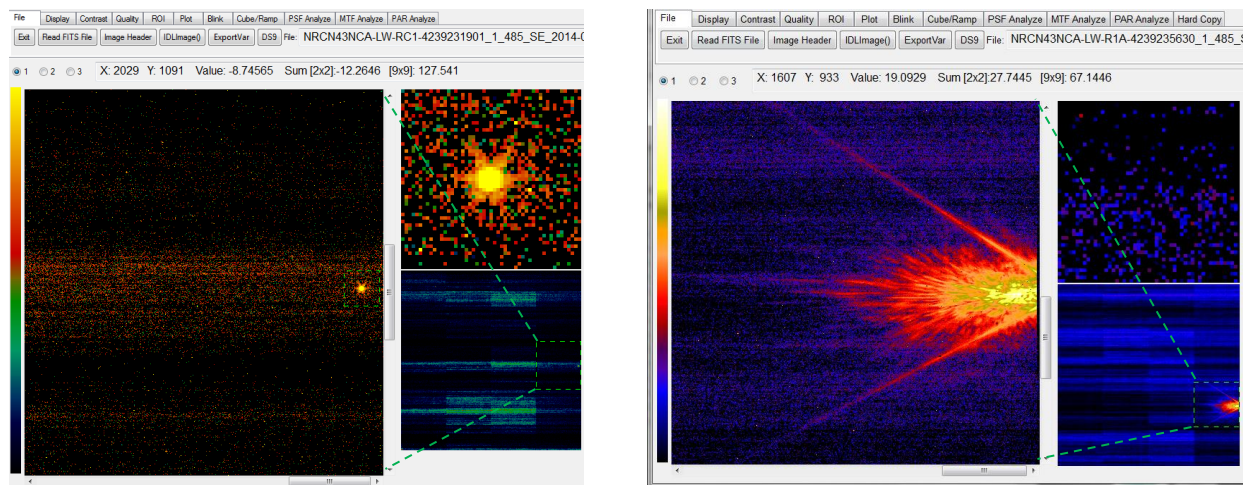 File Display Contrast Quality ROI Plot Blink Cube/Ramp PSF Analyze MTF Analyze PAR Analyze
Exit Read FITS File Image Header IDLImage() ExportVar DS9 File: NRCN43NCA-LW-RC1-4239231901_1_485_SE_2014-0
1 2 3 X: 2029 Y: 1091 Value: -8.74565 Sum [2x2]:-12.2646 [9x9]: 127.541
File Display Contrast Quality ROI Plot Blink Cube/Ramp PSF Analyze MTF Analyze PAR Analyze Hard Copy
Exit Read FITS File Image Header IDLImage() ExportVar DS9 File: NRCN43NCA-LW-R1A-4239235630_1_485_S
1 2 3 X: 1607 Y: 933 Value: 19.0929 Sum [2x2]:27.7445 [9x9]: 67.1446